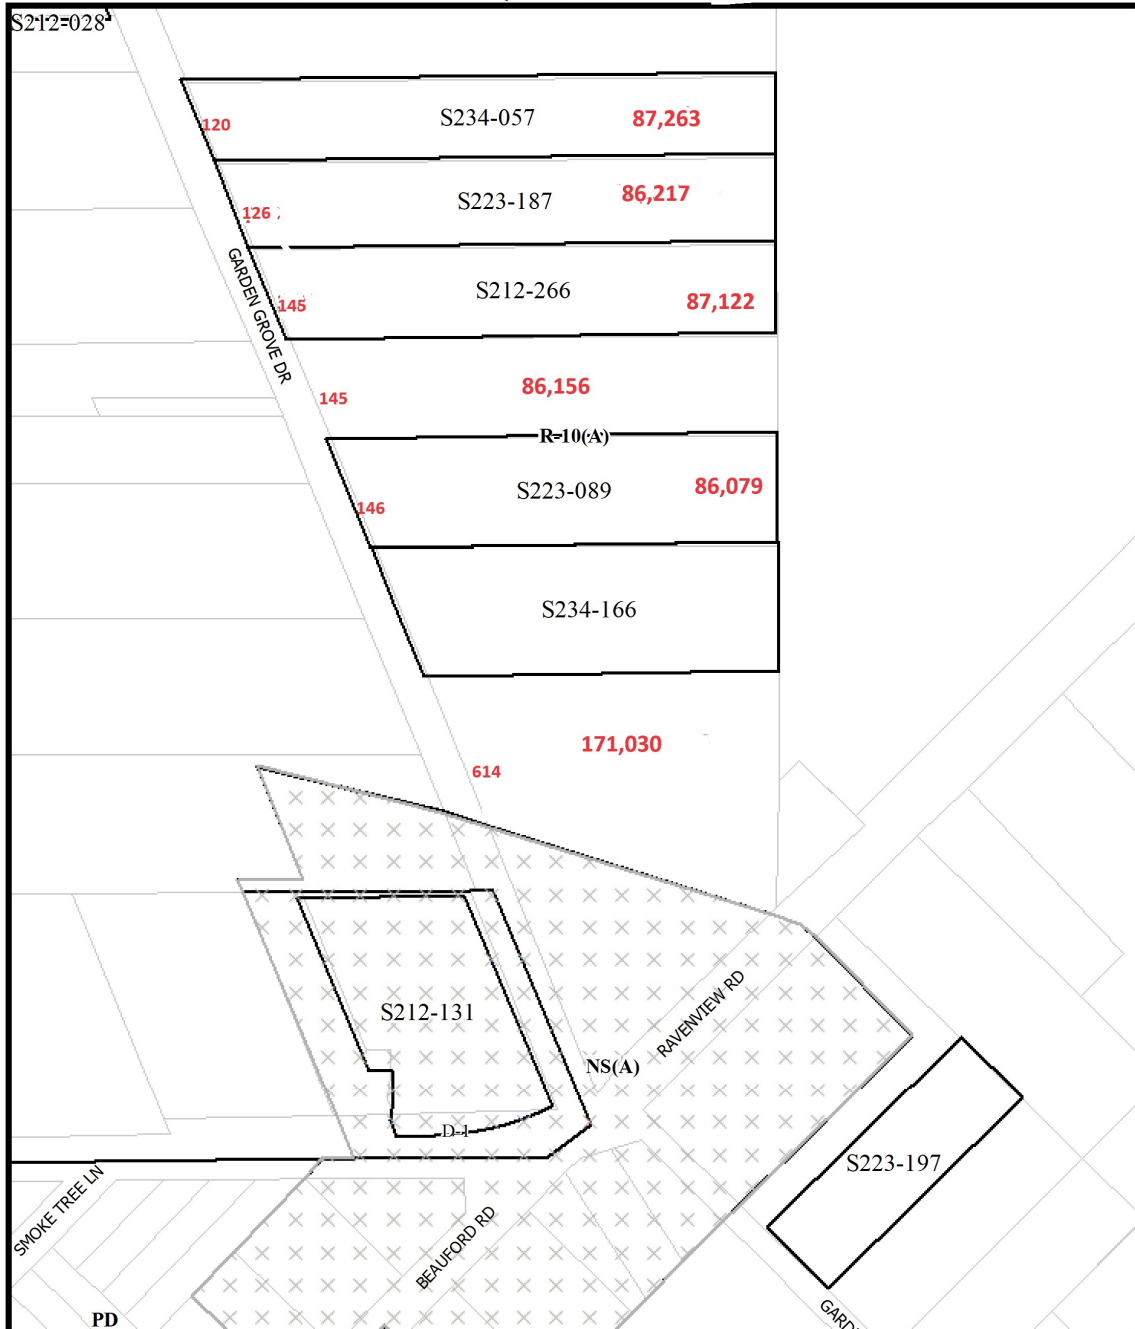 S212-028
120
S234-057
87,263
126
S223-187
86,217
GARDEN GROVE DR
145
S212-266
87,122
145
86,156
R-10(A)
146
S223-089
86,079
S234-166
614
171,030
S212-131
RAVENVIEW RD
NS(A)
D-1
S223-197
SMOKE TREE LN
BEAUFORD RD
PD